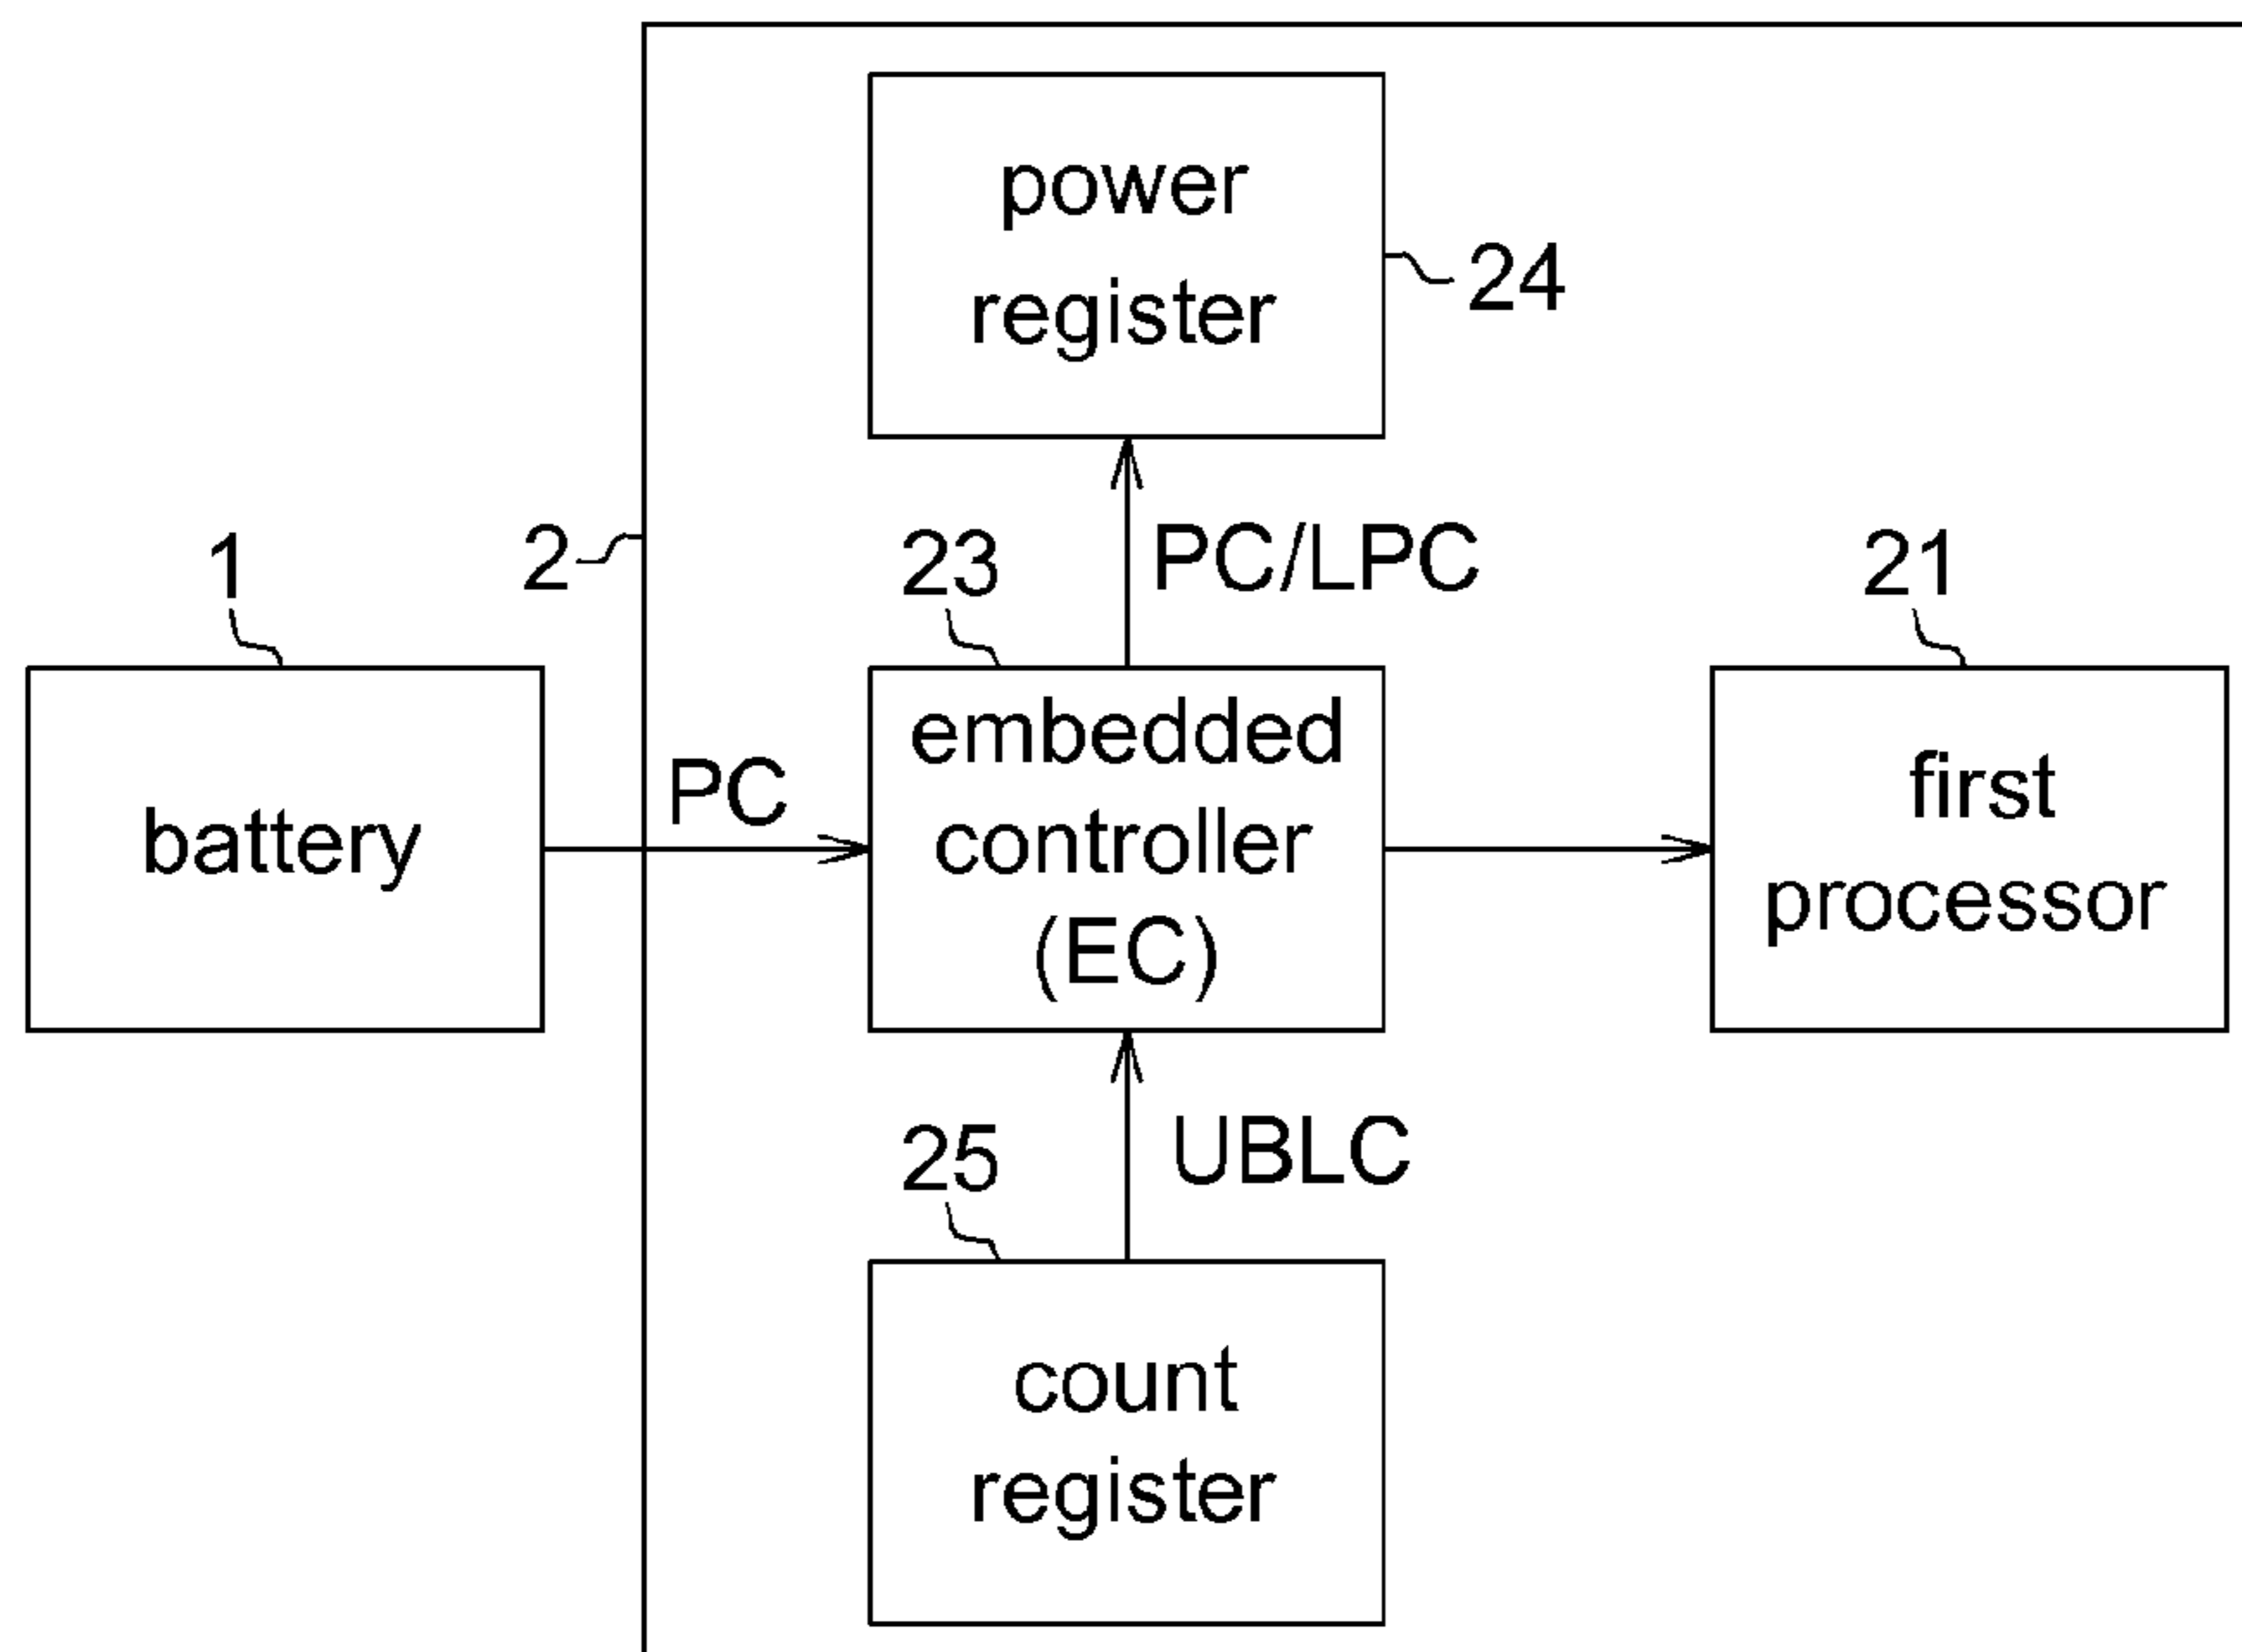 power
register
24
1
2
23
PC/LPC
21
battery
PC
embedded
controller
(EC)
first
processor
25
UBLC
count
register